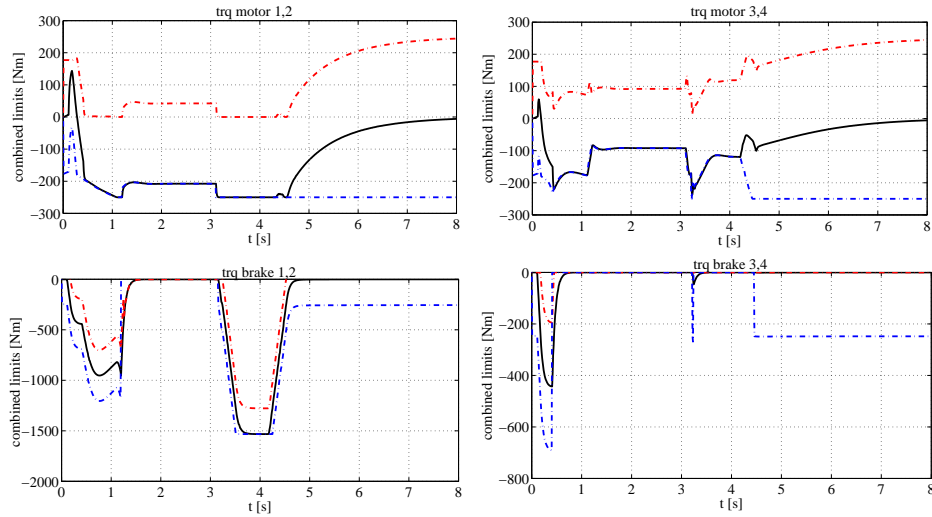 trq motor 1,2
combined limits [Nm]
300
200
100
0
−100
−200
−300
0 1 2 3 4 5 6 7 8
t [s]
trq motor 3,4
combined limits [Nm]
300
200
100
0
−100
−200
−300
0 1 2 3 4 5 6 7 8
t [s]
trq brake 1,2
combined limits [Nm]
0
−500
−1000
−1500
−2000
0 1 2 3 4 5 6 7 8
t [s]
trq brake 3,4
combined limits [Nm]
0
−200
−400
−600
−800
0 1 2 3 4 5 6 7 8
t [s]